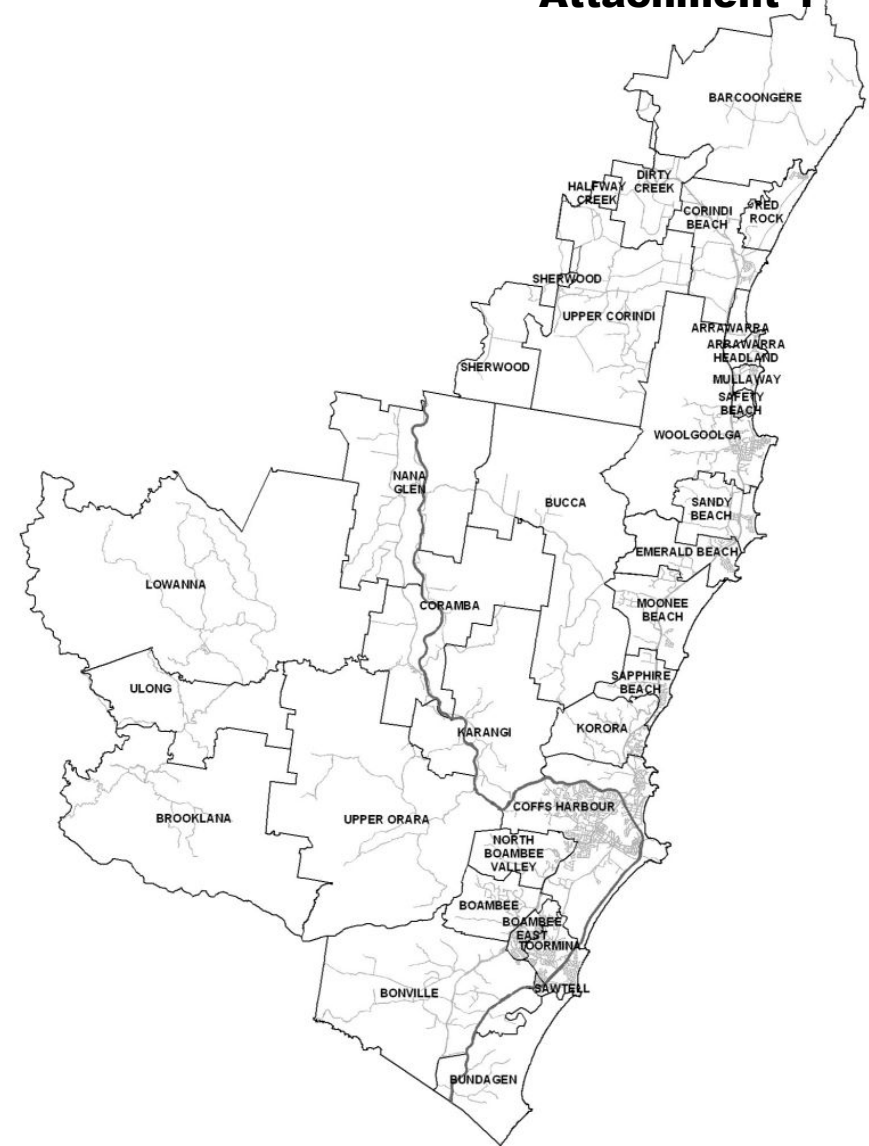 Attachment 1
BARCOONGERE
DIRTY
CREEK
HALFWAY
CREEK
CORINDI
BEACH
RED
ROCK
SHERWOOD
UPPER CORINDI
ARRAWARRA
ARRAWARRA
HEADLAND
SHERWOOD
MULLAWAY
SAFETY
BEACH
WOOLGOOLGA
NANA
GLEN
BUCCA
SANDY
BEACH
EMERALD BEACH
LOWANNA
CORAMBA
MOONEE
BEACH
SAPPHIRE
BEACH
ULONG
KARANGI
KORORA
COFFS HARBOUR
BROOKLANA
UPPER ORARA
NORTH
BOAMBEE
VALLEY
BOAMBEE
BOAMBEE
EAST
TOORMINA
SAWTELL
BONVILLE
BUNDAGEN